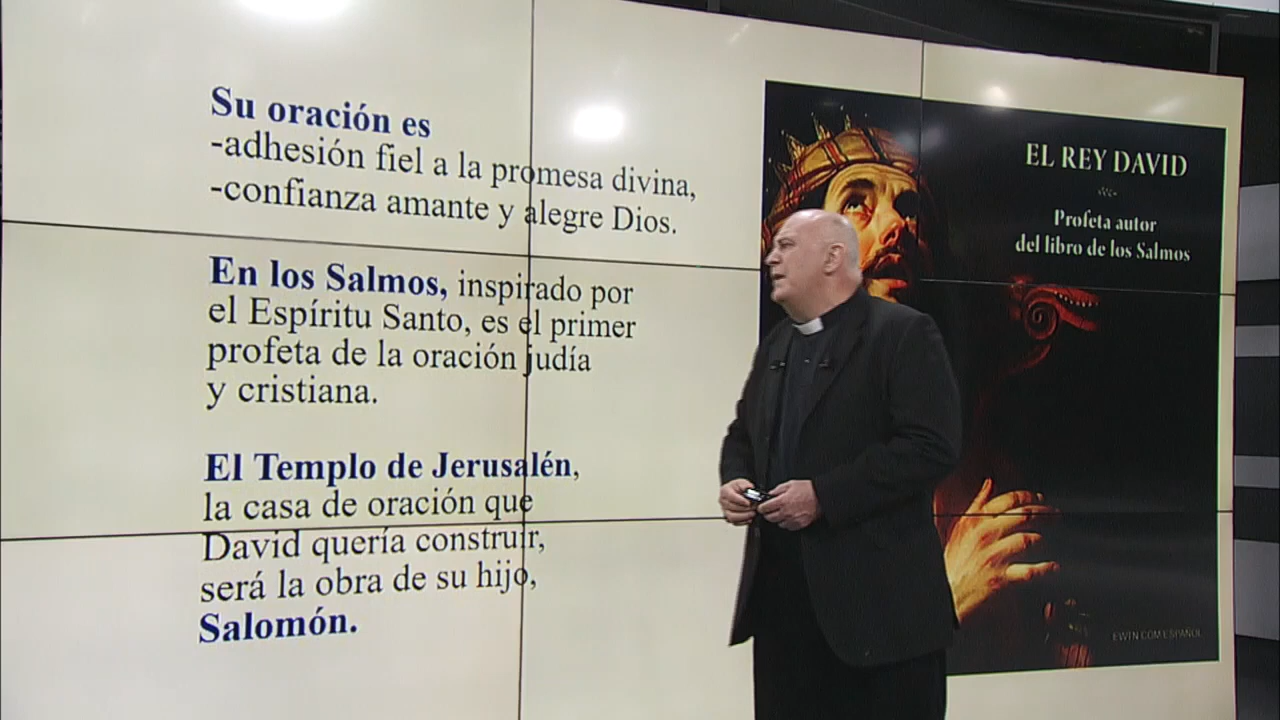 Su oración es
-adhesión fiel a la promesa divina,
-confianza amante y alegre Dios.
En los Salmos, inspirado por
el Espíritu Santo, es el primer
profeta de la oración judía
y cristiana.
El Templo de Jerusalén,
la casa de oración que
David quería construir,
será la obra de su hijo,
Salomón.
EL REY DAVID
Profeta autor
del libro de los Salmos
EWTN.COM/ESPAÑOL